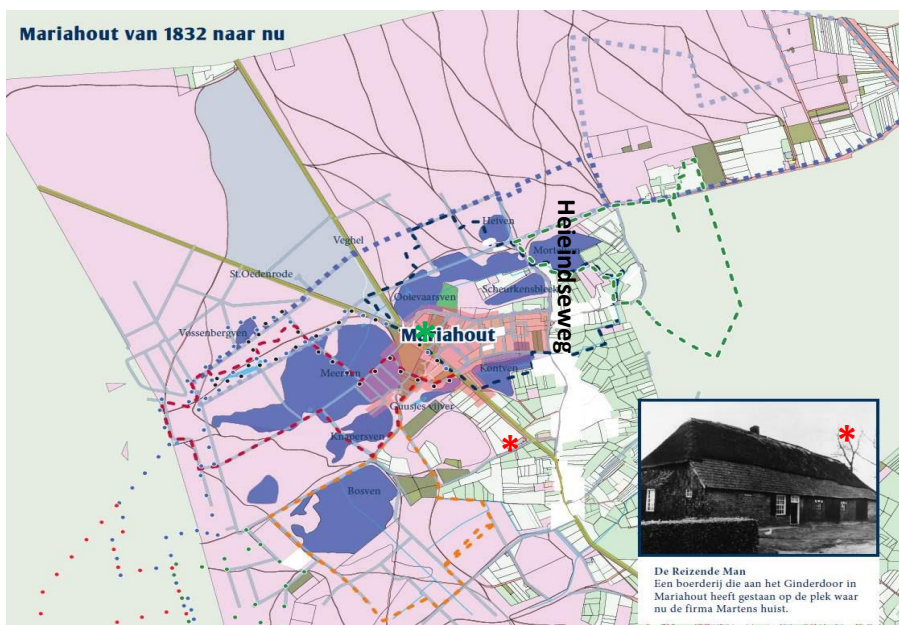 Mariahout van 1832 naar nu
Heiven
Heieindseweg
Veghel
St.Oedenrode
Scheurkensbleek
Ooievaarsven
Vossenbergven
Mariahout
Meerven
Kontven
Guusjes vijver
Knapersven
Bosven
De Reizende Man
Een boerderij die aan het Ginderdoor in
Mariahout heeft gestaan op de plek waar
nu de firma Martens huist.